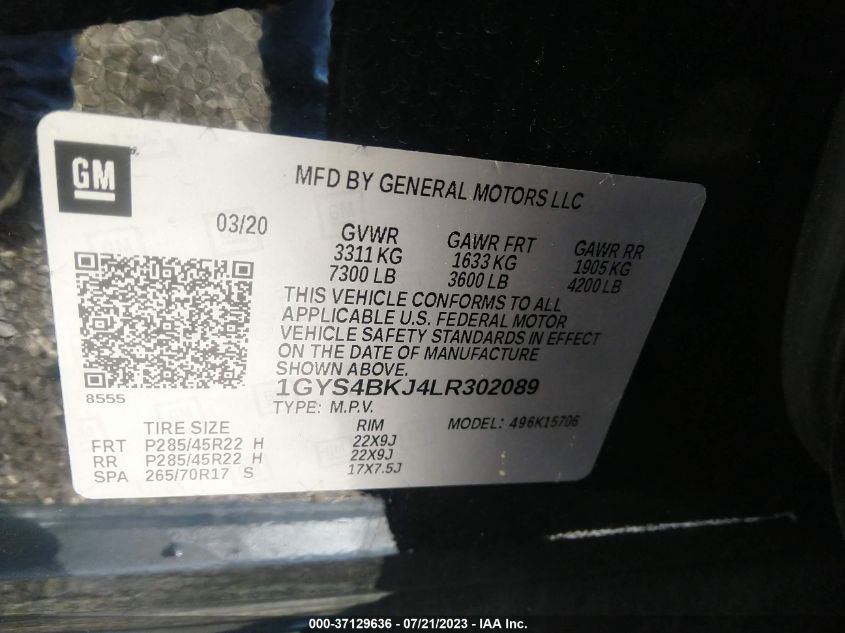 GM
MFD BY GENERAL MOTORS LLC
03/20
GVWR GAWR FRT GAWR RR
3311 KG 1633 KG 1905 KG
7300 LB 3600 LB 4200 LB
THIS VEHICLE CONFORMS TO ALL
APPLICABLE U.S. FEDERAL MOTOR
VEHICLE SAFETY STANDARDS IN EFFECT
ON THE DATE OF MANUFACTURE
SHOWN ABOVE.
8555
1GYS4BKJ4LR302089
TYPE: M.P.V.
MODEL: 496K15706
TIRE SIZE RIM
FRT P285/45R22 H 22X9J
RR P285/45R22 H 22X9J
SPA 265/70R17 S 17X7.5J
000-37129636 - 07/21/2023 - IAA Inc.